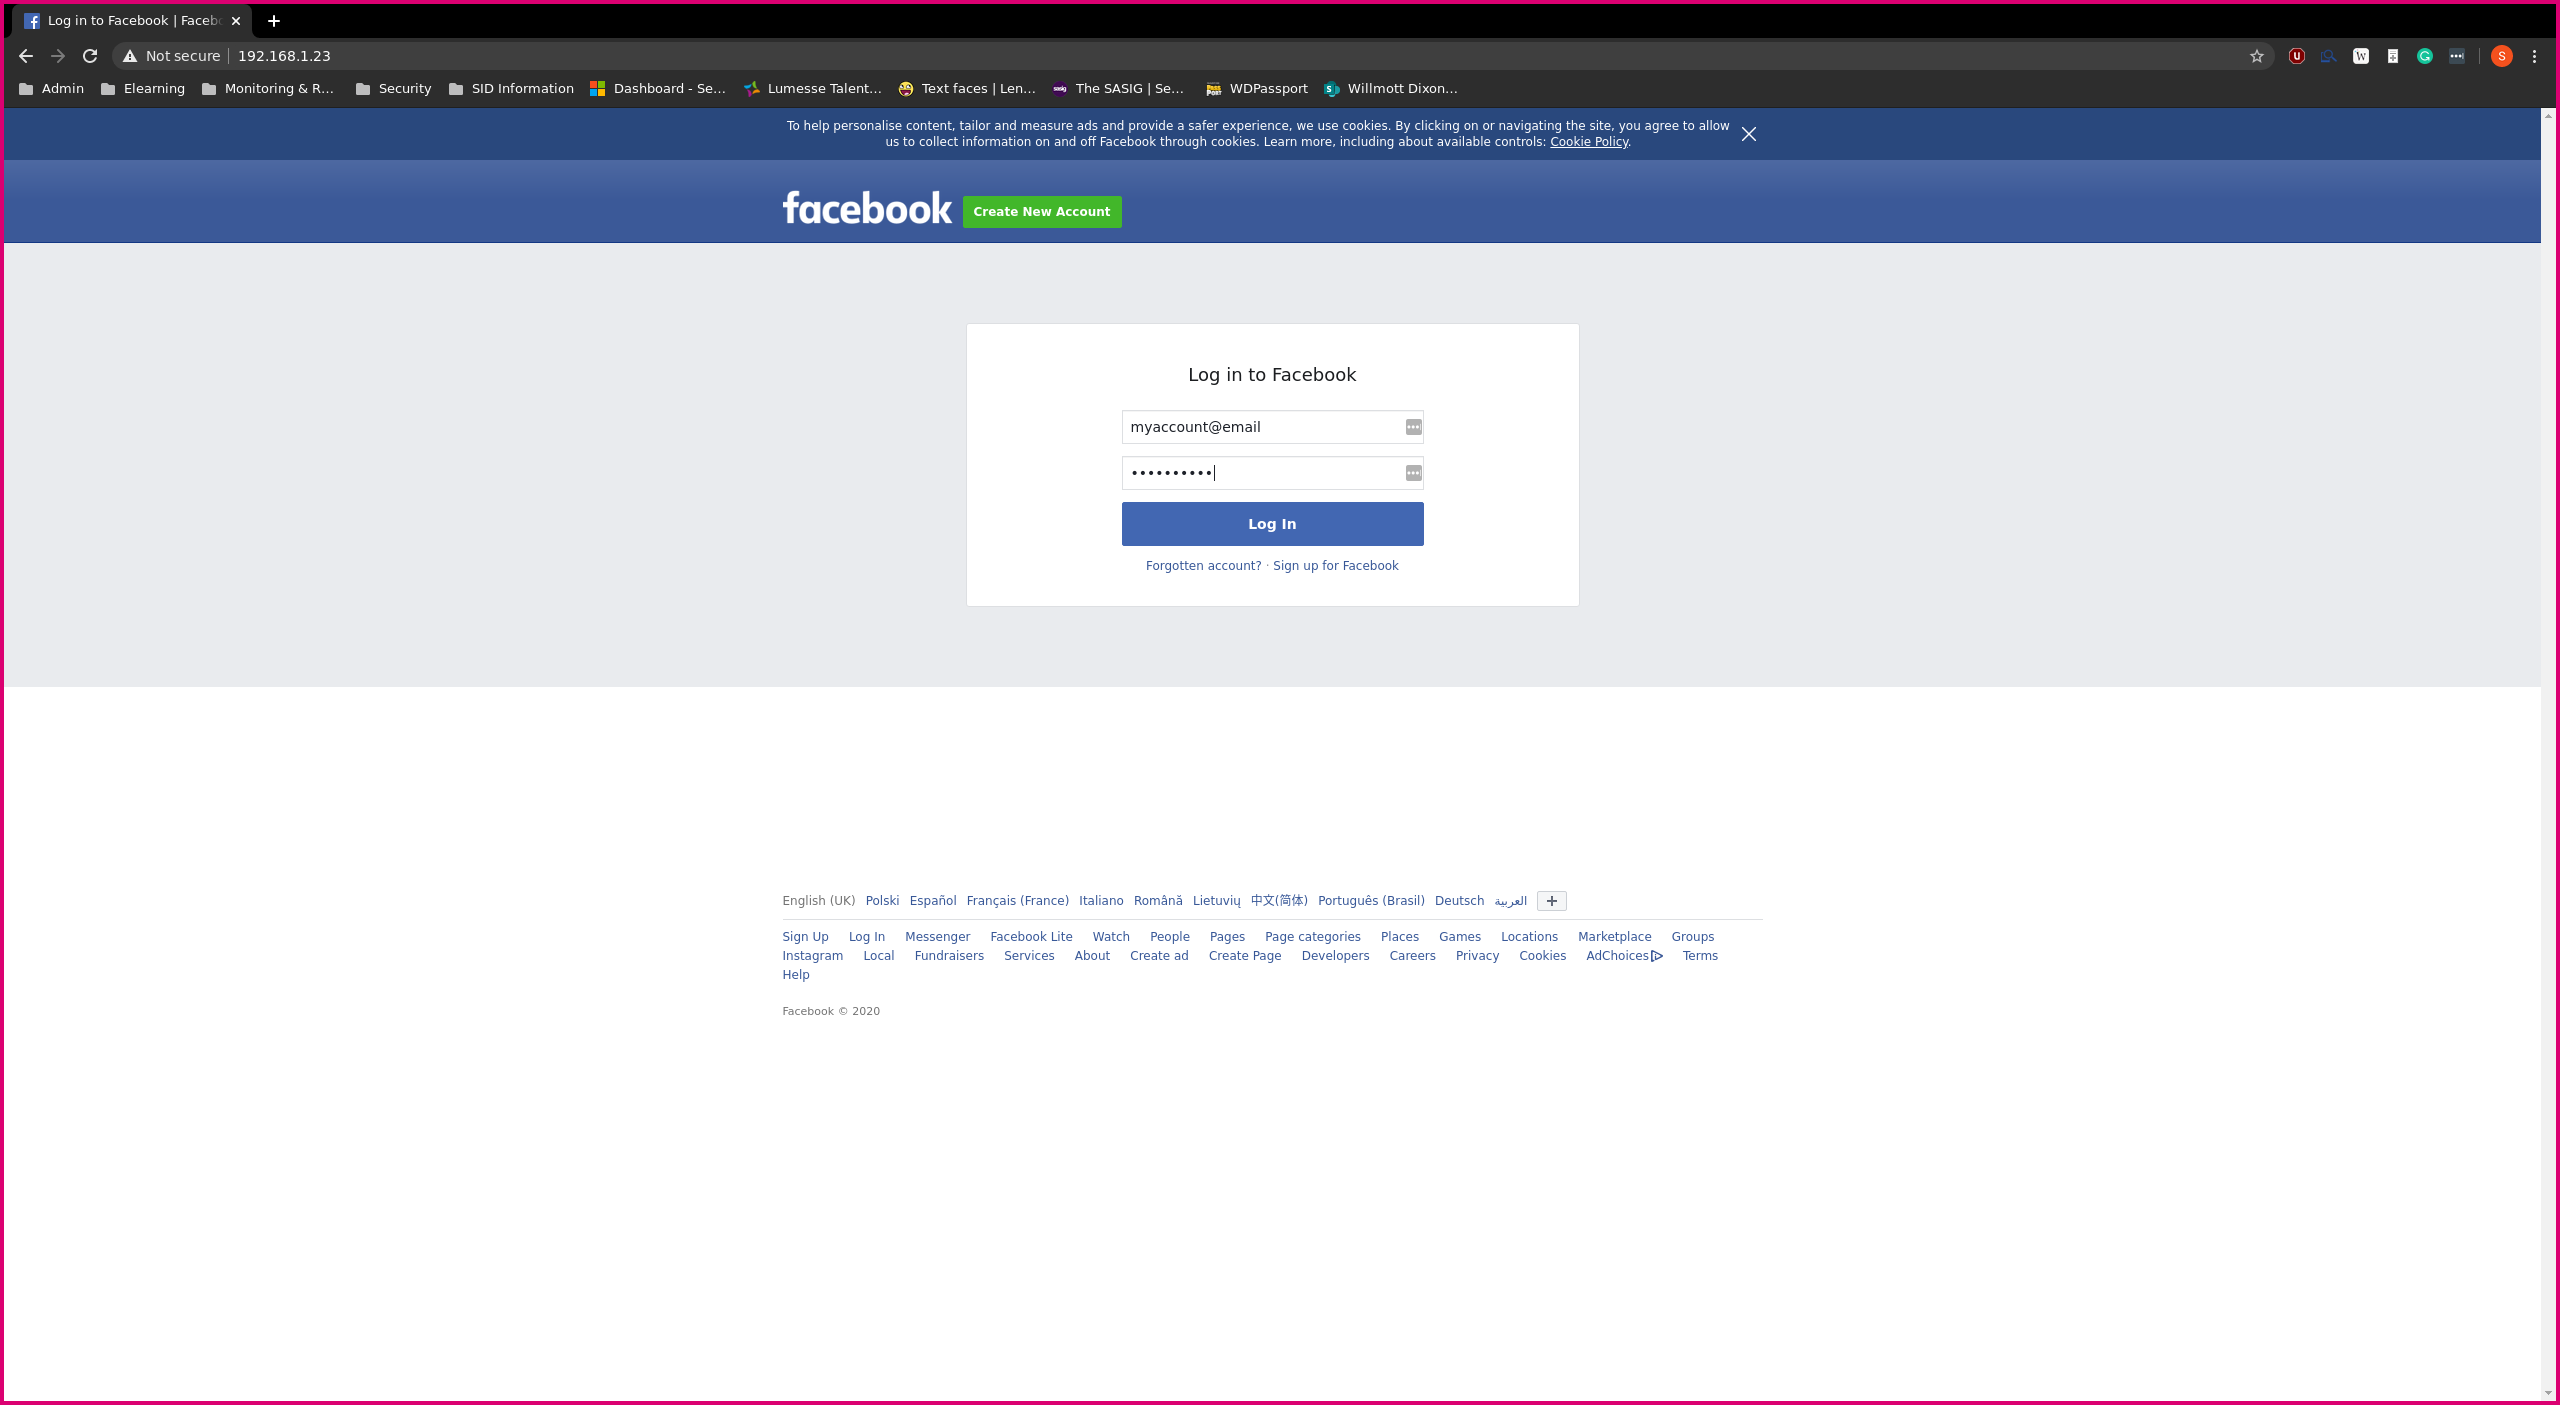 Log in to Facebook | Faceb
Not secure 192.168.1.23
S
Admin Elearning Monitoring & R... Security SID Information Dashboard - Se... Lumesse Talent... Text faces | Len... The SASIG | Se... WDPassport Willmott Dixon...
To help personalise content, tailor and measure ads and provide a safer experience, we use cookies. By clicking on or navigating the site, you agree to allow
us to collect information on and off Facebook through cookies. Learn more, including about available controls: Cookie Policy.
facebook Create New Account
Log in to Facebook
myaccount@email
••••••••••
Log In
Forgotten account? · Sign up for Facebook
English (UK) Polski Español Français (France) Italiano Română Lietuvių 中文(简体) Português (Brasil) Deutsch العربية +
Sign Up Log In Messenger Facebook Lite Watch People Pages Page categories Places Games Locations Marketplace Groups
Instagram Local Fundraisers Services About Create ad Create Page Developers Careers Privacy Cookies AdChoices Terms
Help
Facebook © 2020